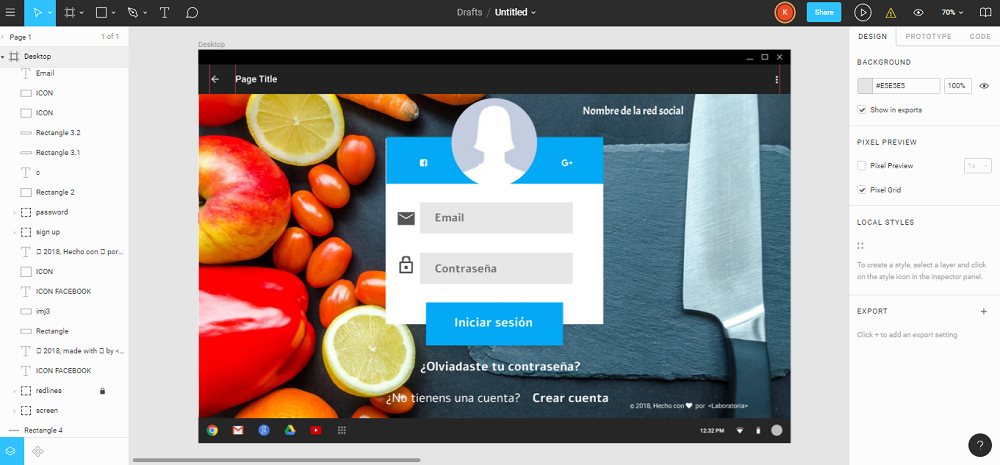 Drafts / Untitled
K
Share
70%
Page 1
1 of 1
Desktop
Email
ICON
ICON
Rectangle 3.2
Rectangle 3.1
c
Rectangle 2
password
sign up
2018, Hecho con por...
ICON
ICON FACEBOOK
imj3
Rectangle
2018, made with by <...
ICON FACEBOOK
redlines
screen
Rectangle 4
Desktop
Page Title
Nombre de la red social
G+
Email
Contraseña
Iniciar sesión
¿Olviadaste tu contraseña?
¿No tienens una cuenta? Crear cuenta
© 2018, Hecho con ❤ por <Laboratoria>
12:32 PM
DESIGN
PROTOTYPE
CODE
BACKGROUND
#E5E5E5
100%
Show in exports
PIXEL PREVIEW
Pixel Preview
1x
Pixel Grid
LOCAL STYLES
To create a style, select a layer and click
on the style icon in the inspector panel.
EXPORT
Click + to add an export setting
?